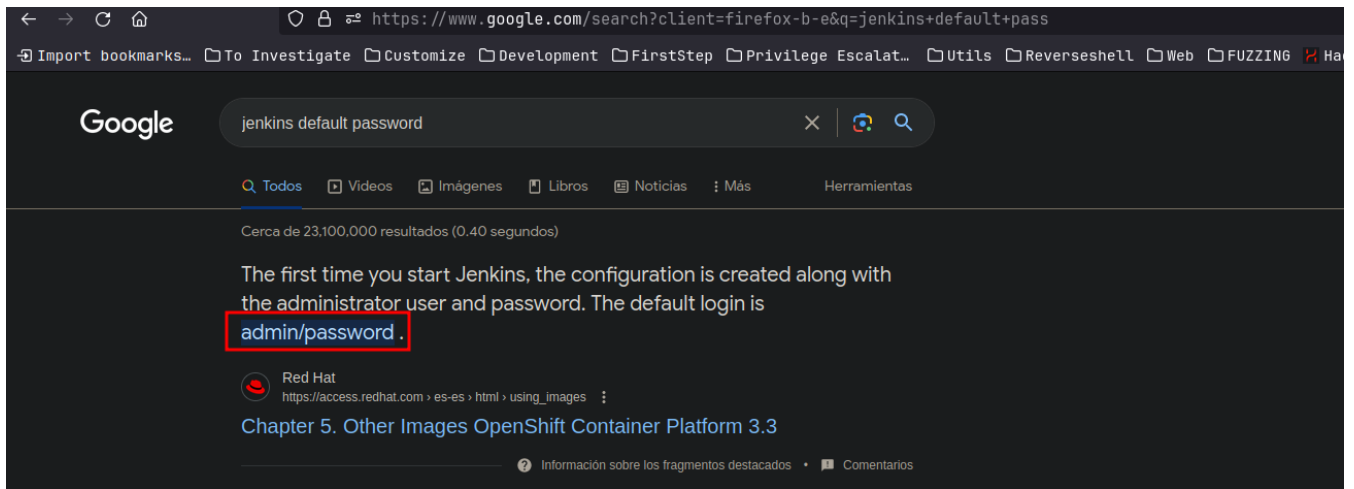 https://www.google.com/search?client=firefox-b-e&q=jenkins+default+pass
Import bookmarks… To Investigate Customize Development FirstStep Privilege Escalat… Utils Reverseshell Web FUZZING
Google
jenkins default password
Todos Videos Imágenes Libros Noticias Más Herramientas
Cerca de 23,100,000 resultados (0.40 segundos)
The first time you start Jenkins, the configuration is created along with
the administrator user and password. The default login is
admin/password .
Red Hat
https://access.redhat.com › es-es › html › using_images
Chapter 5. Other Images OpenShift Container Platform 3.3
Información sobre los fragmentos destacados • Comentarios